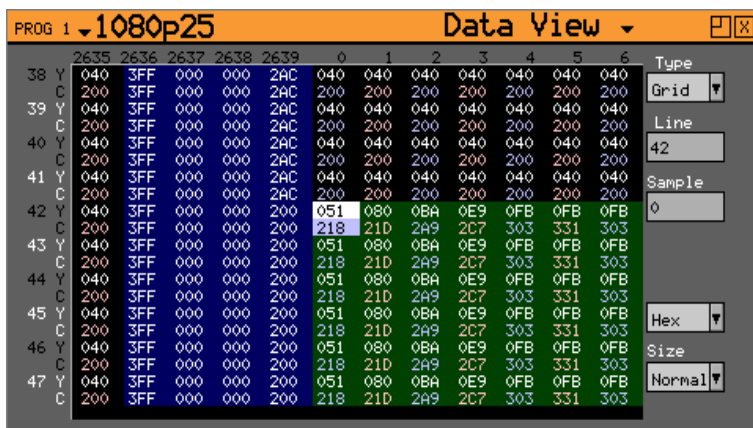 PROG 1 1080p25 Data View
2635 2636 2637 2638 2639 0 1 2 3 4 5 6 Type
38 Y 040 3FF 000 000 2AC 040 040 040 040 040 040 040
C 200 3FF 000 000 2AC 200 200 200 200 200 200 200 Grid
39 Y 040 3FF 000 000 2AC 040 040 040 040 040 040 040
C 200 3FF 000 000 2AC 200 200 200 200 200 200 200 Line
40 Y 040 3FF 000 000 2AC 040 040 040 040 040 040 040
C 200 3FF 000 000 2AC 200 200 200 200 200 200 200 42
41 Y 040 3FF 000 000 2AC 040 040 040 040 040 040 040
C 200 3FF 000 000 2AC 200 200 200 200 200 200 200 Sample
42 Y 040 3FF 000 000 200 051 080 0BA 0E9 0FB 0FB 0FB 0
C 200 3FF 000 000 200 218 21D 2A9 2C7 303 331 303
43 Y 040 3FF 000 000 200 051 080 0BA 0E9 0FB 0FB 0FB
C 200 3FF 000 000 200 218 21D 2A9 2C7 303 331 303
44 Y 040 3FF 000 000 200 051 080 0BA 0E9 0FB 0FB 0FB
C 200 3FF 000 000 200 218 21D 2A9 2C7 303 331 303
45 Y 040 3FF 000 000 200 051 080 0BA 0E9 0FB 0FB 0FB Hex
C 200 3FF 000 000 200 218 21D 2A9 2C7 303 331 303
46 Y 040 3FF 000 000 200 051 080 0BA 0E9 0FB 0FB 0FB Size
C 200 3FF 000 000 200 218 21D 2A9 2C7 303 331 303
47 Y 040 3FF 000 000 200 051 080 0BA 0E9 0FB 0FB 0FB Normal
C 200 3FF 000 000 200 218 21D 2A9 2C7 303 331 303